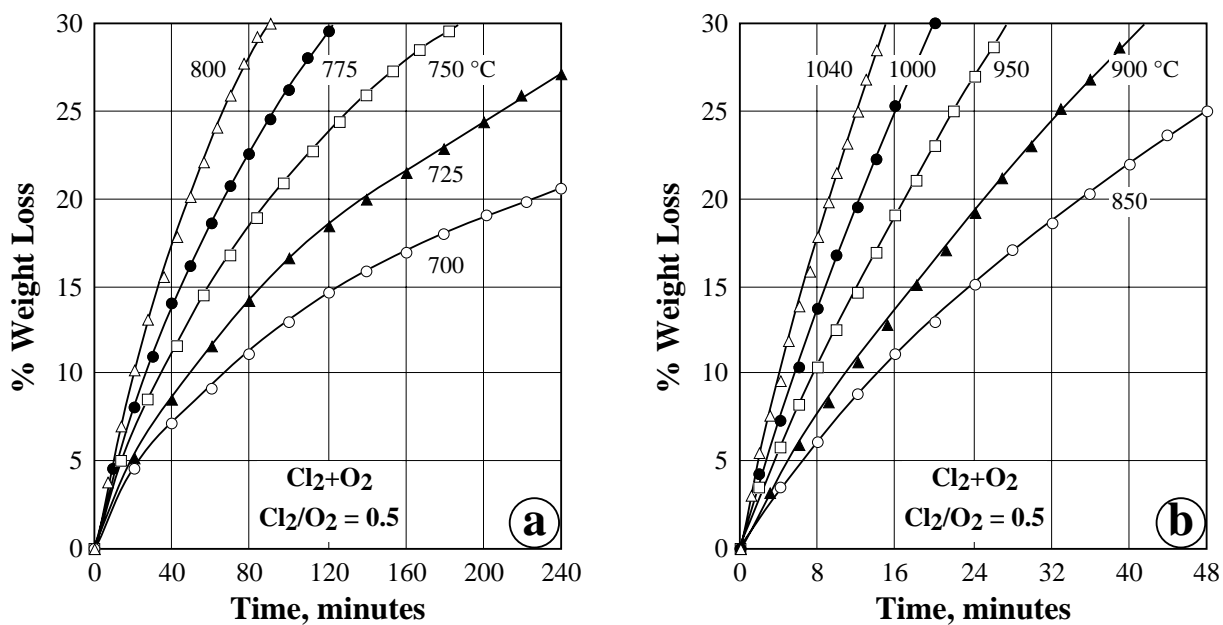 30
25
20
15
10
5
0
% Weight Loss
800
775
750 °C
725
700
Cl2+O2
Cl2/O2 = 0.5
a
0 40 80 120 160 200 240
Time, minutes
30
25
20
15
10
5
0
% Weight Loss
1040
1000
950
900 °C
850
Cl2+O2
Cl2/O2 = 0.5
b
0 8 16 24 32 40 48
Time, minutes